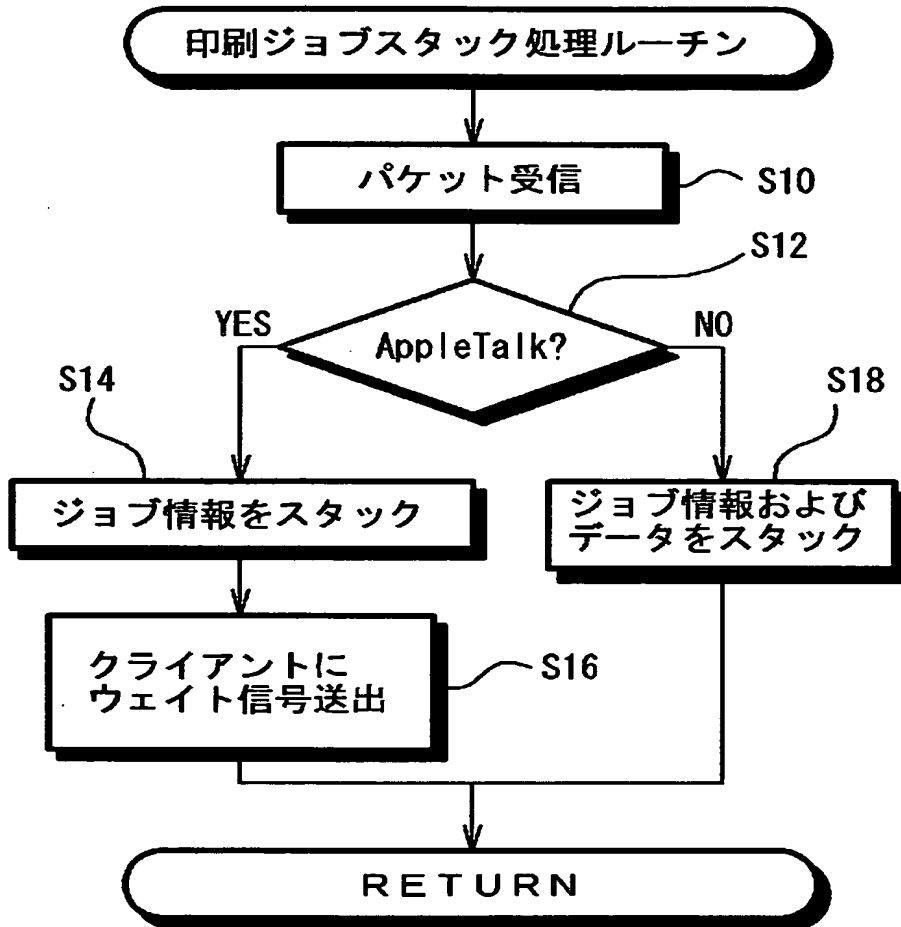 印刷ジョブスタック処理ルーチン
パケット受信
S10
S12
AppleTalk?
YES
NO
S14
S18
ジョブ情報をスタック
ジョブ情報および
データをスタック
クライアントに
ウェイト信号送出
S16
RETURN